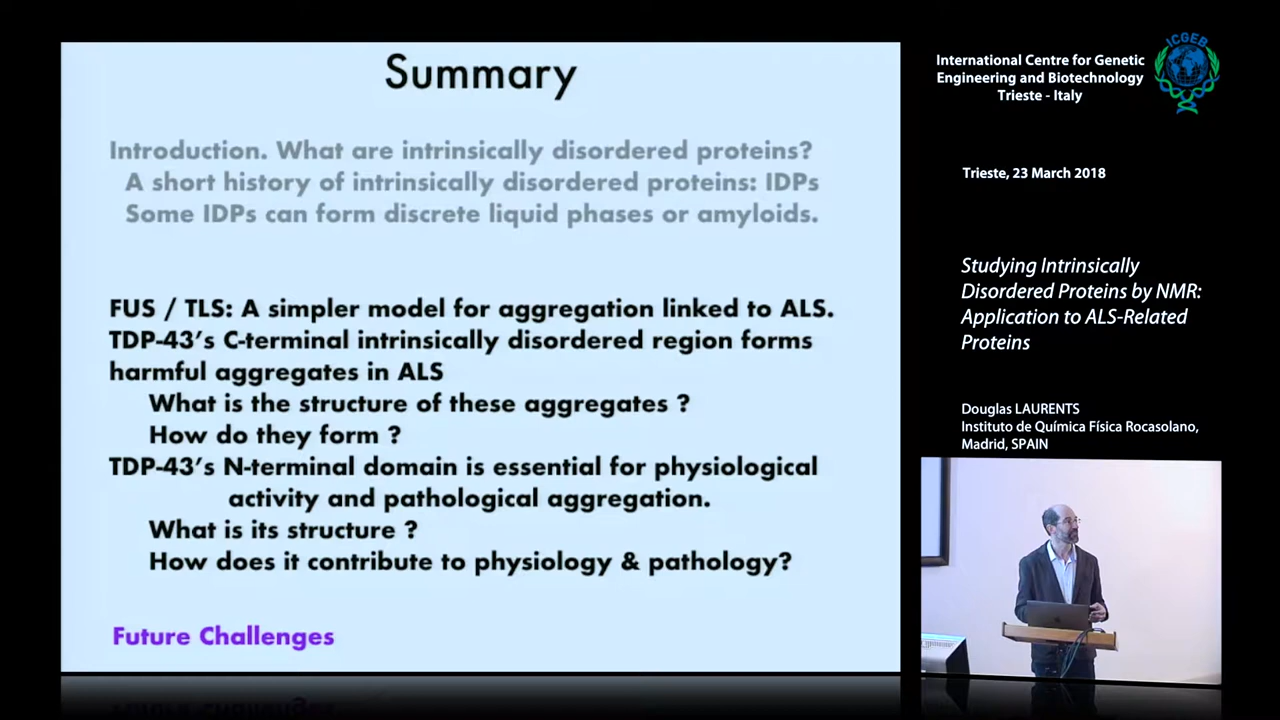 Summary
Introduction. What are intrinsically disordered proteins?
A short history of intrinsically disordered proteins: IDPs
Some IDPs can form discrete liquid phases or amyloids.
FUS / TLS: A simpler model for aggregation linked to ALS.
TDP-43’s C-terminal intrinsically disordered region forms
harmful aggregates in ALS
What is the structure of these aggregates ?
How do they form ?
TDP-43’s N-terminal domain is essential for physiological
activity and pathological aggregation.
What is its structure ?
How does it contribute to physiology & pathology?
Future Challenges
International Centre for Genetic
Engineering and Biotechnology
Trieste - Italy
ICGEB
Trieste, 23 March 2018
Studying Intrinsically
Disordered Proteins by NMR:
Application to ALS-Related
Proteins
Douglas LAURENTS
Instituto de Química Física Rocasolano,
Madrid, SPAIN